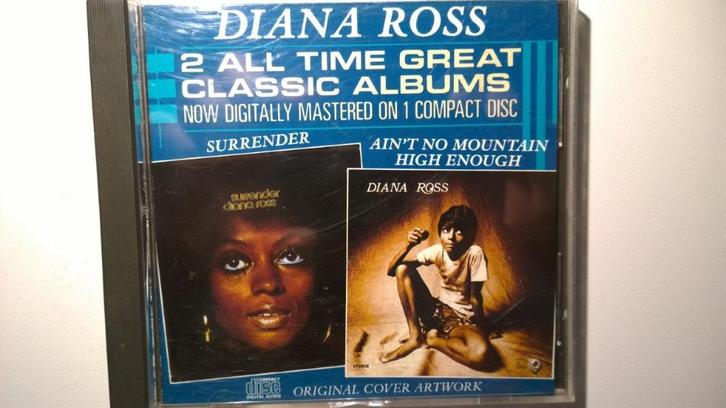 DIANA ROSS
2 ALL TIME GREAT
CLASSIC ALBUMS
NOW DIGITALLY MASTERED ON 1 COMPACT DISC
SURRENDER
AIN'T NO MOUNTAIN
HIGH ENOUGH
surrender
diana ross
DIANA ROSS
STEREO
COMPACT
disc
DIGITAL AUDIO
ORIGINAL COVER ARTWORK